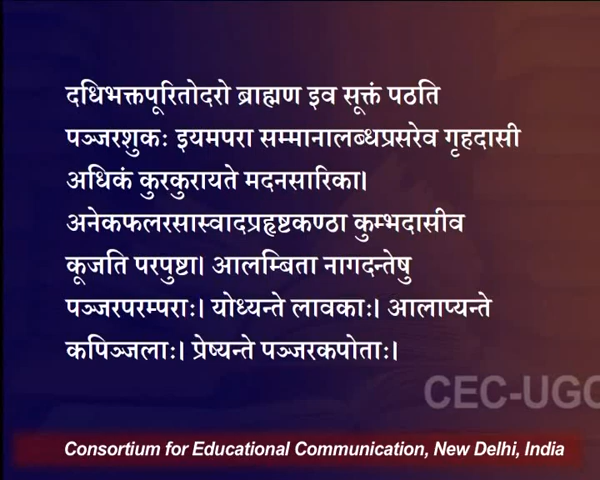 दधिभक्तपूरितोदरो ब्राह्मण इव सूक्तं पठति
पञ्जरशुकः इयमपरा सम्मानालब्धप्रसरेव गृहदासी
अधिकं कुरकुरायते मदनसारिका।
अनेकफलरसास्वादप्रहृष्टकण्ठा कुम्भदासीव
कूजति परपुष्टा। आलम्बिता नागदन्तेषु
पञ्जरपरम्पराः। योध्यन्ते लावकाः। आलाप्यन्ते
कपिञ्जलाः। प्रेष्यन्ते पञ्जरकपोताः।
CEC-UGC
Consortium for Educational Communication, New Delhi, India